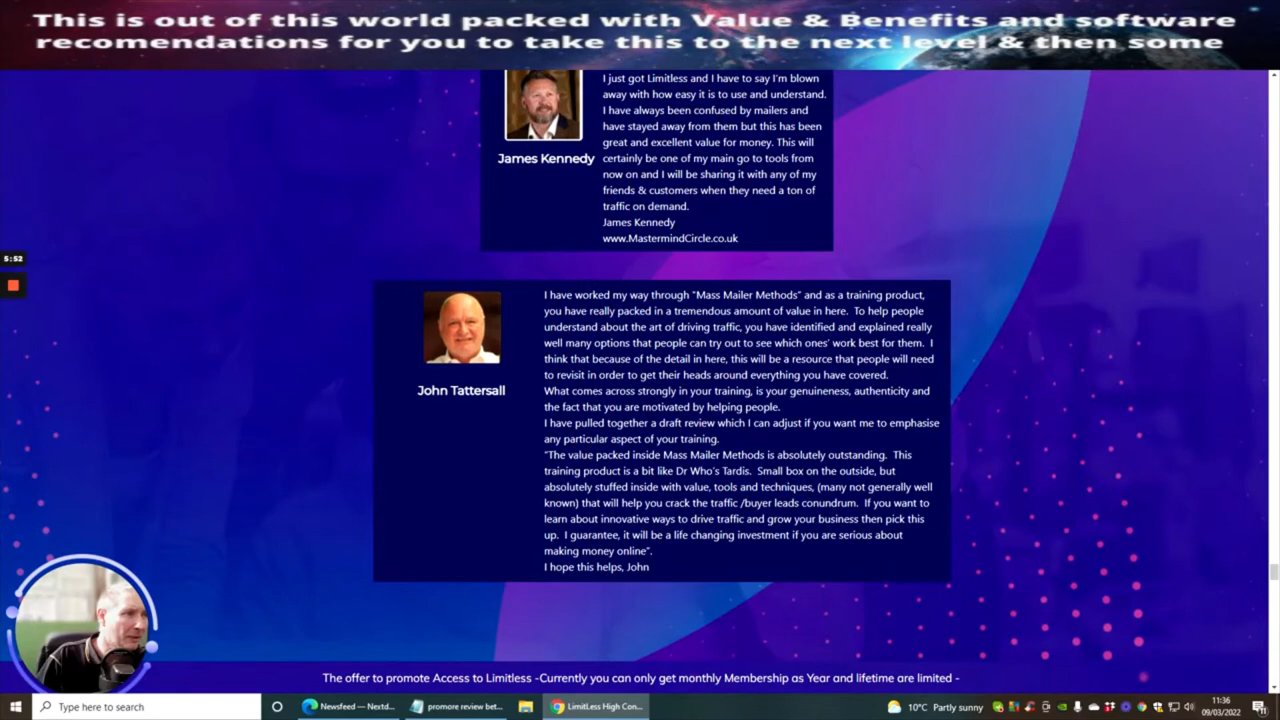 This is out of this world packed with Value & Benefits and software
recomendations for you to take this to the next level & then some
I just got Limitless and I have to say I'm blown
away with how easy it is to use and understand.
I have always been confused by mailers and
have stayed away from them but this has been
great and excellent value for money. This will
certainly be one of my main go to tools from
now on and I will be sharing it with any of my
friends & customers when they need a ton of
traffic on demand.
James Kennedy
www.MastermindCircle.co.uk
James Kennedy
5:52
I have worked my way through "Mass Mailer Methods" and as a training product,
you have really packed in a tremendous amount of value in here. To help people
understand about the art of driving traffic, you have identified and explained really
well many options that people can try out to see which ones' work best for them. I
think that because of the detail in here, this will be a resource that people will need
to revisit in order to get their heads around everything you have covered.
What comes across strongly in your training, is your genuineness, authenticity and
the fact that you are motivated by helping people.
I have pulled together a draft review which I can adjust if you want me to emphasise
any particular aspect of your training.
"The value packed inside Mass Mailer Methods is absolutely outstanding. This
training product is a bit like Dr Who's Tardis. Small box on the outside, but
absolutely stuffed inside with value, tools and techniques, (many not generally well
known) that will help you crack the traffic /buyer leads conundrum. If you want to
learn about innovative ways to drive traffic and grow your business then pick this
up. I guarantee, it will be a life changing investment if you are serious about
making money online".
I hope this helps, John
John Tattersall
The offer to promote Access to Limitless -Currently you can only get monthly Membership as Year and lifetime are limited -
Type here to search
Newsfeed — Nextd...
promore review bet...
LimitLess High Con...
10°C Partly sunny
11:36
09/03/2022